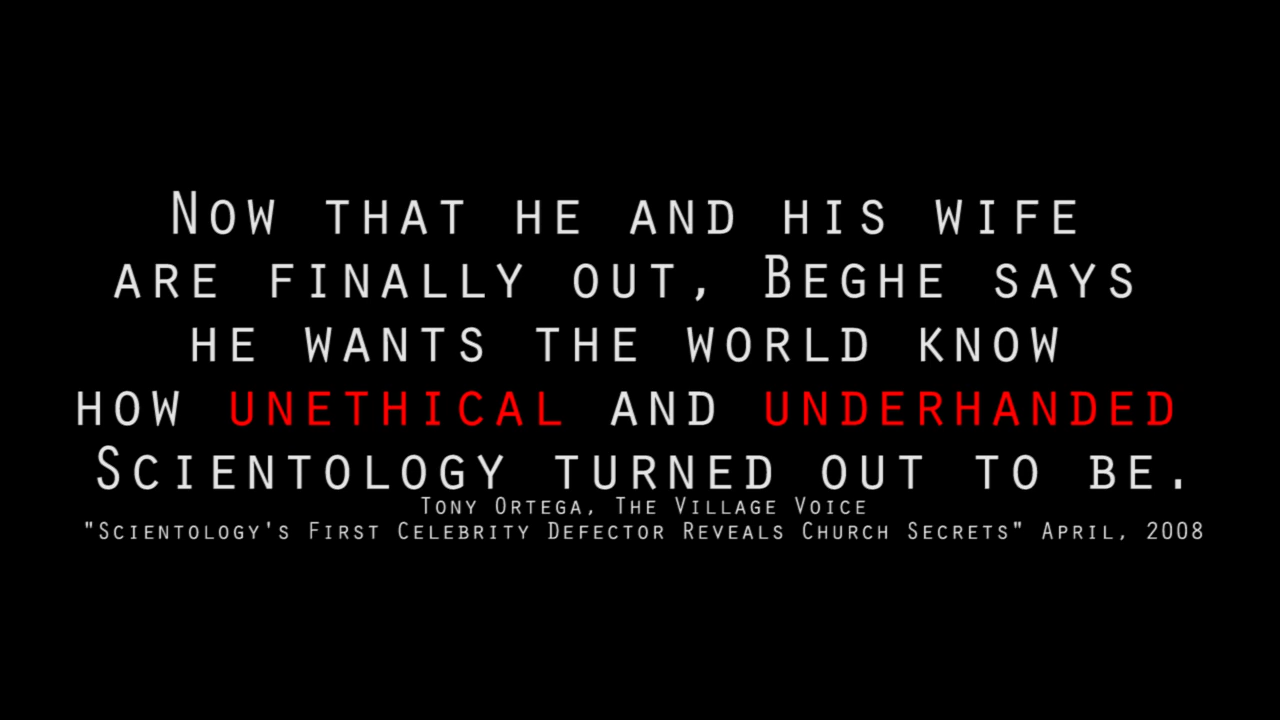 Now that he and his wife
are finally out, Beghe says
he wants the world know
how unethical and underhanded
Scientology turned out to be.
Tony Ortega, The Village Voice
"Scientology's First Celebrity Defector Reveals Church Secrets" April, 2008